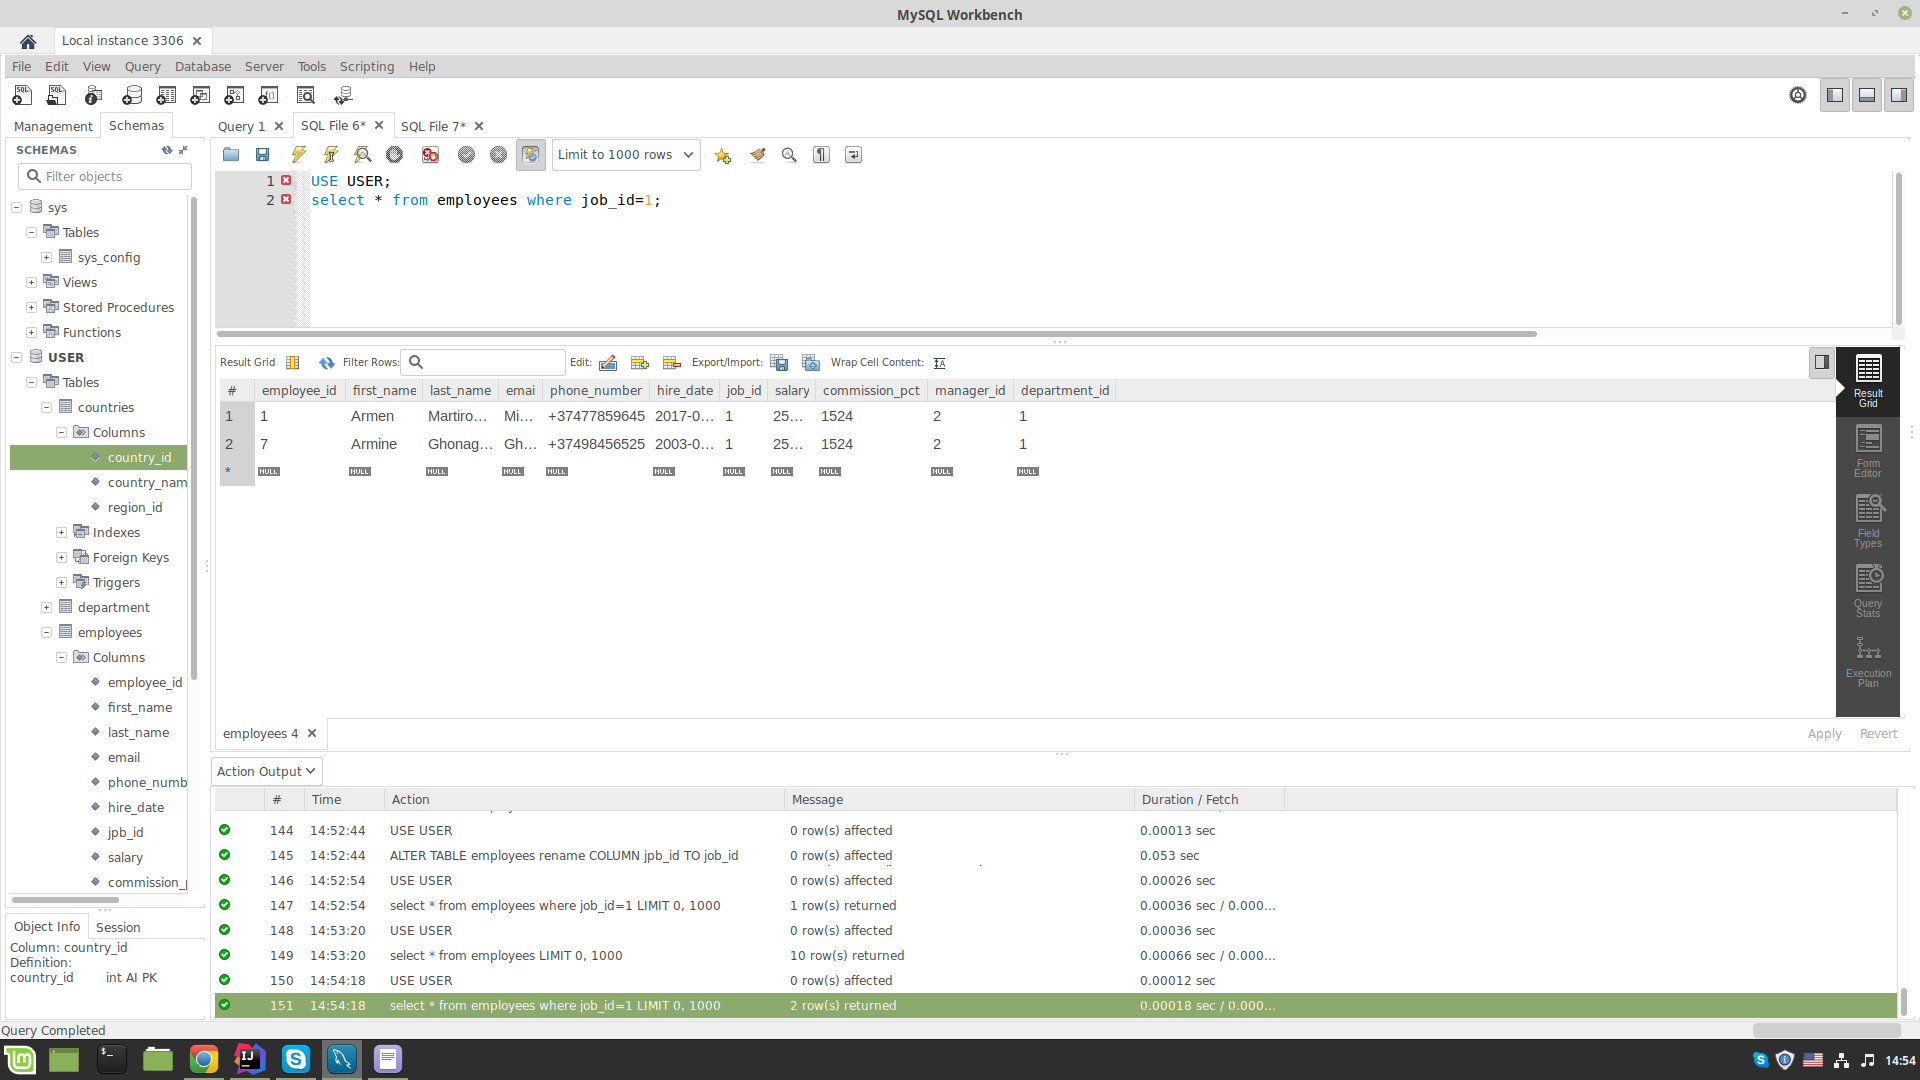 MySQL Workbench
Local instance 3306
File Edit View Query Database Server Tools Scripting Help
Management Schemas
Query 1 SQL File 6* SQL File 7*
SCHEMAS
Limit to 1000 rows
Filter objects
1 USE USER;
2 select * from employees where job_id=1;
sys
Tables
sys_config
Views
Stored Procedures
Functions
USER
Tables
countries
Columns
country_id
country_nam
region_id
Indexes
Foreign Keys
Triggers
department
employees
Columns
employee_id
first_name
last_name
email
phone_numb
hire_date
jpb_id
salary
commission_p
Result Grid Filter Rows: Edit: Export/Import: Wrap Cell Content:
# employee_id first_name last_name emai phone_number hire_date job_id salary commission_pct manager_id department_id
1 1 Armen Martiro... Mi... +37477859645 2017-0... 1 25... 1524 2 1
2 7 Armine Ghonag... Gh... +37498456525 2003-0... 1 25... 1524 2 1
* NULL NULL NULL NULL NULL NULL NULL NULL NULL NULL NULL
Result
Grid
Form
Editor
Field
Types
Query
Stats
Execution
Plan
employees 4
Apply Revert
Action Output
# Time Action Message Duration / Fetch
144 14:52:44 USE USER 0 row(s) affected 0.00013 sec
145 14:52:44 ALTER TABLE employees rename COLUMN jpb_id TO job_id 0 row(s) affected 0.053 sec
146 14:52:54 USE USER 0 row(s) affected 0.00026 sec
147 14:52:54 select * from employees where job_id=1 LIMIT 0, 1000 1 row(s) returned 0.00036 sec / 0.000...
148 14:53:20 USE USER 0 row(s) affected 0.00036 sec
149 14:53:20 select * from employees LIMIT 0, 1000 10 row(s) returned 0.00066 sec / 0.000...
150 14:54:18 USE USER 0 row(s) affected 0.00012 sec
151 14:54:18 select * from employees where job_id=1 LIMIT 0, 1000 2 row(s) returned 0.00018 sec / 0.000...
Object Info Session
Column: country_id
Definition:
country_id int AI PK
Query Completed
14:54